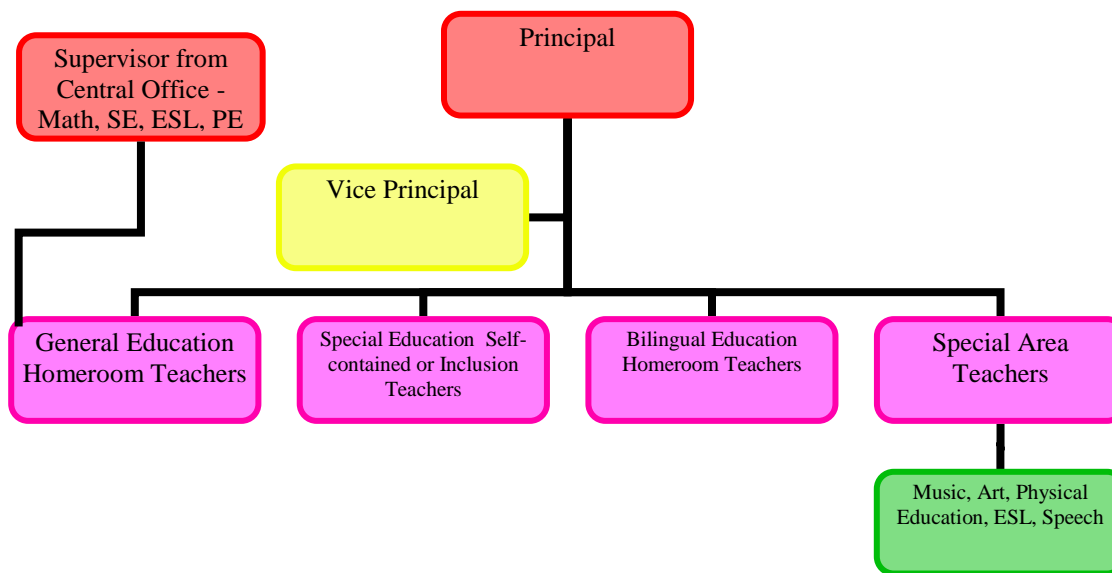 Principal
Supervisor from
Central Office -
Math, SE, ESL, PE
Vice Principal
General Education
Homeroom Teachers
Special Education  Self-
contained or Inclusion
Teachers
Bilingual Education
Homeroom Teachers
Special Area
Teachers
Music, Art, Physical
Education, ESL, Speech